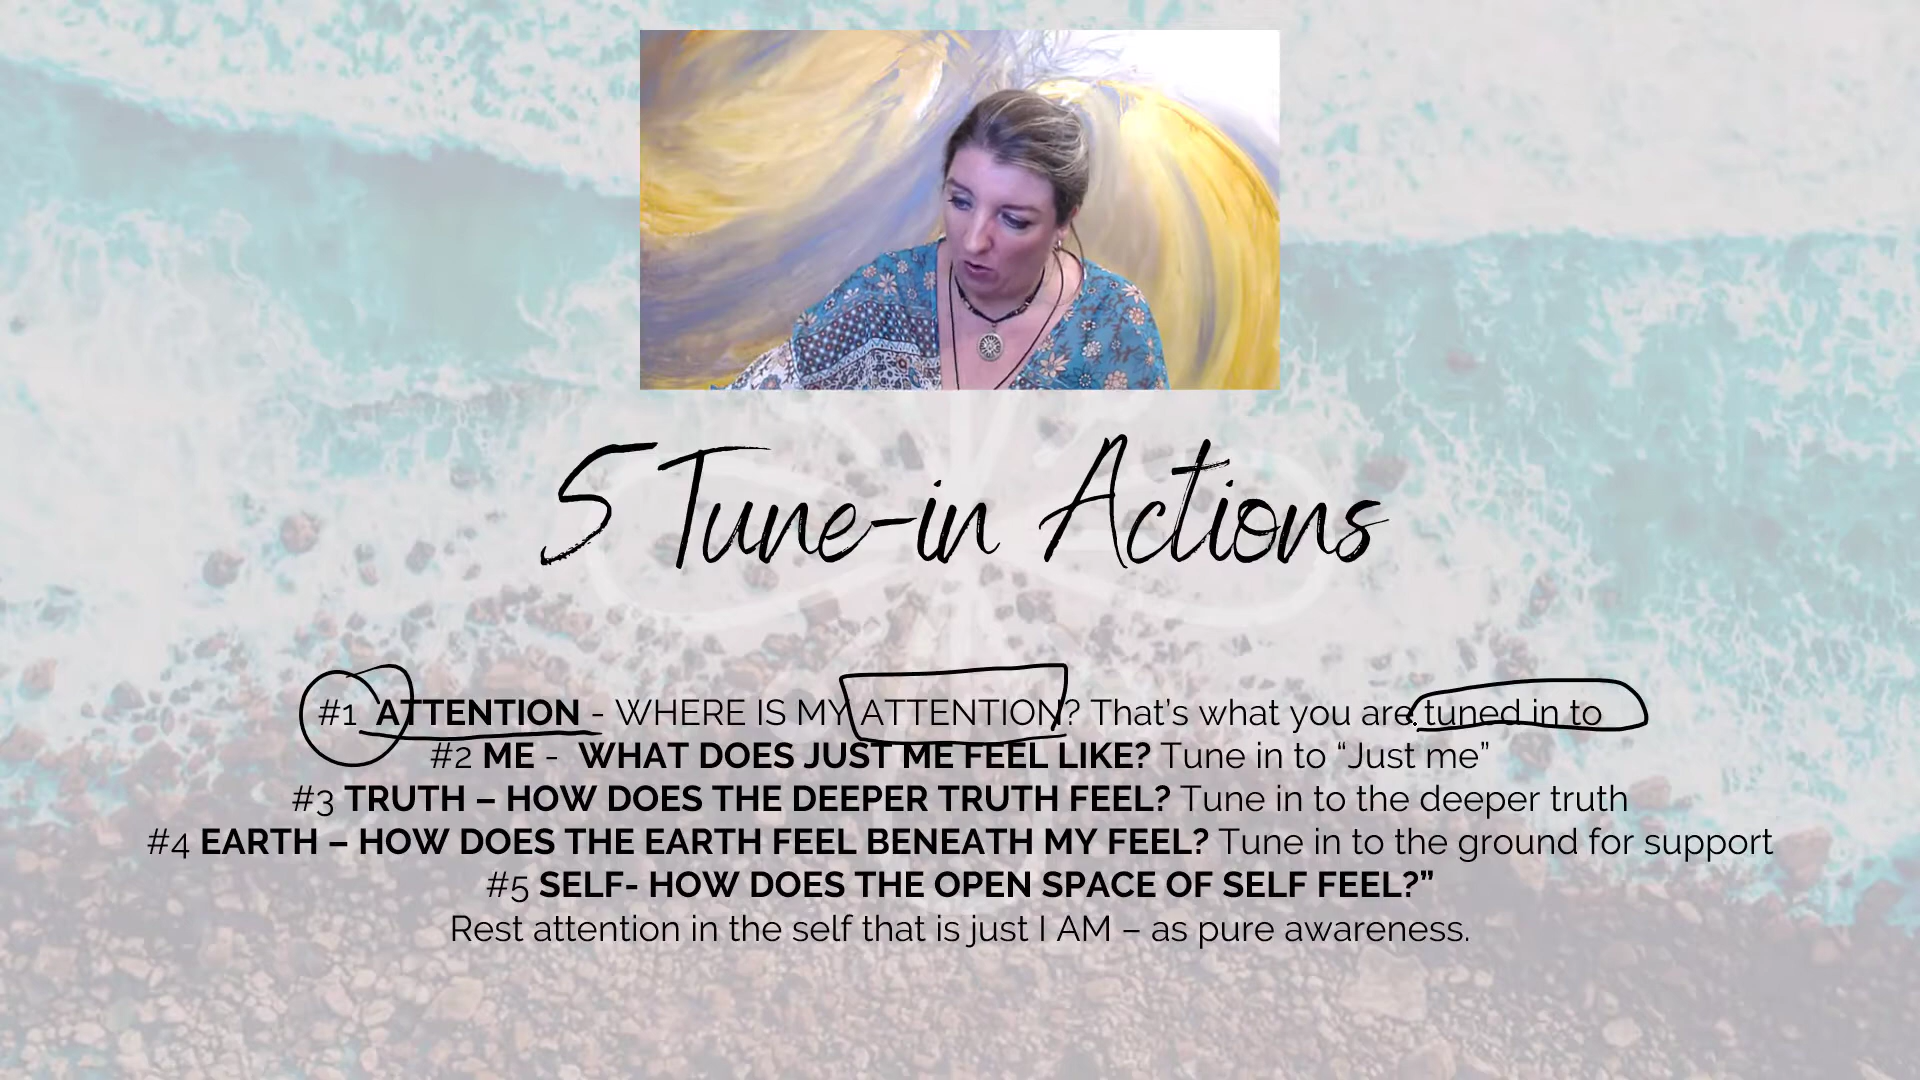 5 Tune-in Actions
#1 ATTENTION - WHERE IS MY ATTENTION? That's what you are tuned in to
#2 ME - WHAT DOES JUST ME FEEL LIKE? Tune in to “Just me”
#3 TRUTH – HOW DOES THE DEEPER TRUTH FEEL? Tune in to the deeper truth
#4 EARTH – HOW DOES THE EARTH FEEL BENEATH MY FEEL? Tune in to the ground for support
#5 SELF- HOW DOES THE OPEN SPACE OF SELF FEEL?”
Rest attention in the self that is just I AM – as pure awareness.